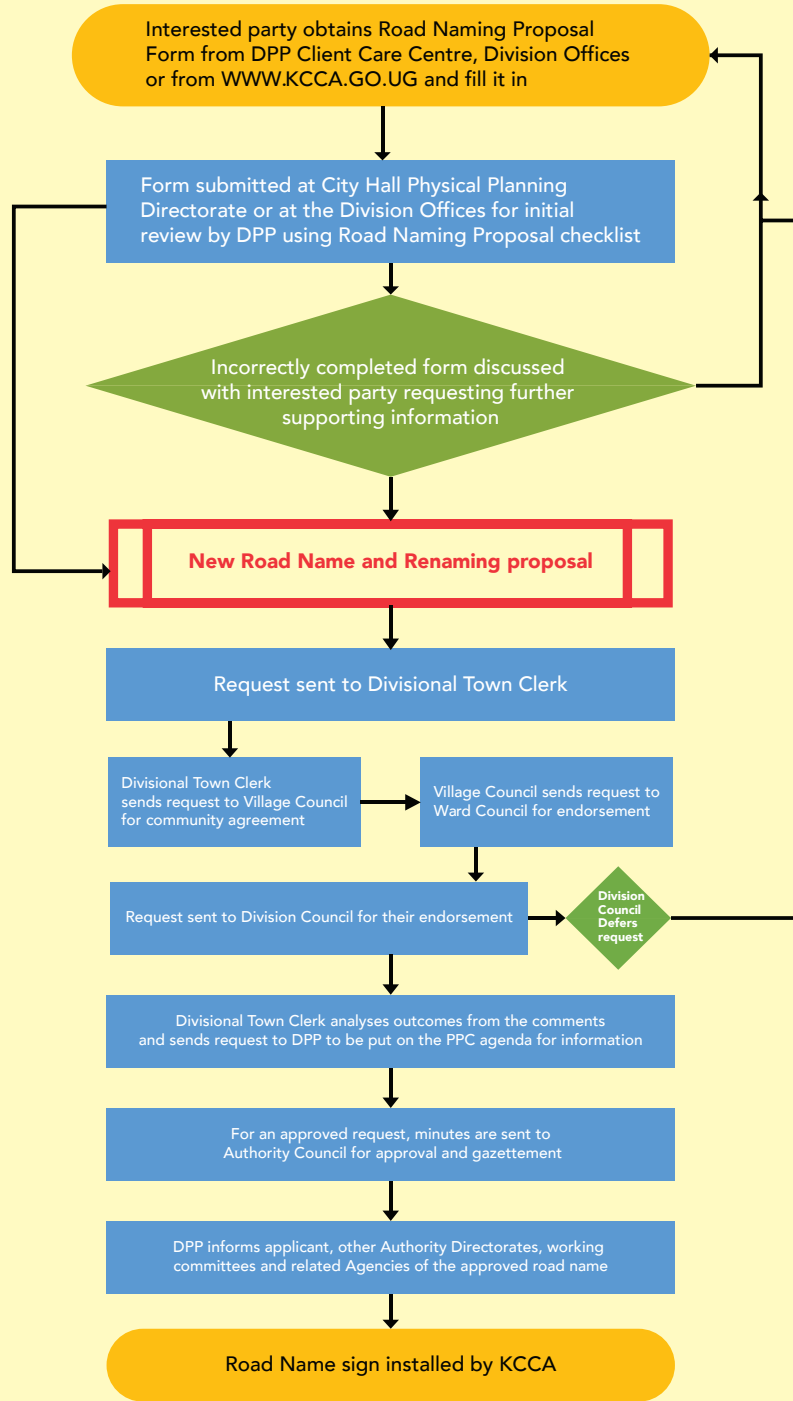 Interested party obtains Road Naming Proposal
Form from DPP Client Care Centre, Division Offices
or from WWW.KCCA.GO.UG and fill it in
Form submitted at City Hall Physical Planning
Directorate or at the Division Offices for initial
review by DPP using Road Naming Proposal checklist
Incorrectly completed form discussed
with interested party requesting further
supporting information
New Road Name and Renaming proposal
Request sent to Divisional Town Clerk
Divisional Town Clerk
sends request to Village Council
for community agreement
Village Council sends request to
Ward Council for endorsement
Request sent to Division Council for their endorsement
Division
Council
Defers
request
Divisional Town Clerk analyses outcomes from the comments
and sends request to DPP to be put on the PPC agenda for information
For an approved request, minutes are sent to
Authority Council for approval and gazettement
DPP informs applicant, other Authority Directorates, working
committees and related Agencies of the approved road name
Road Name sign installed by KCCA